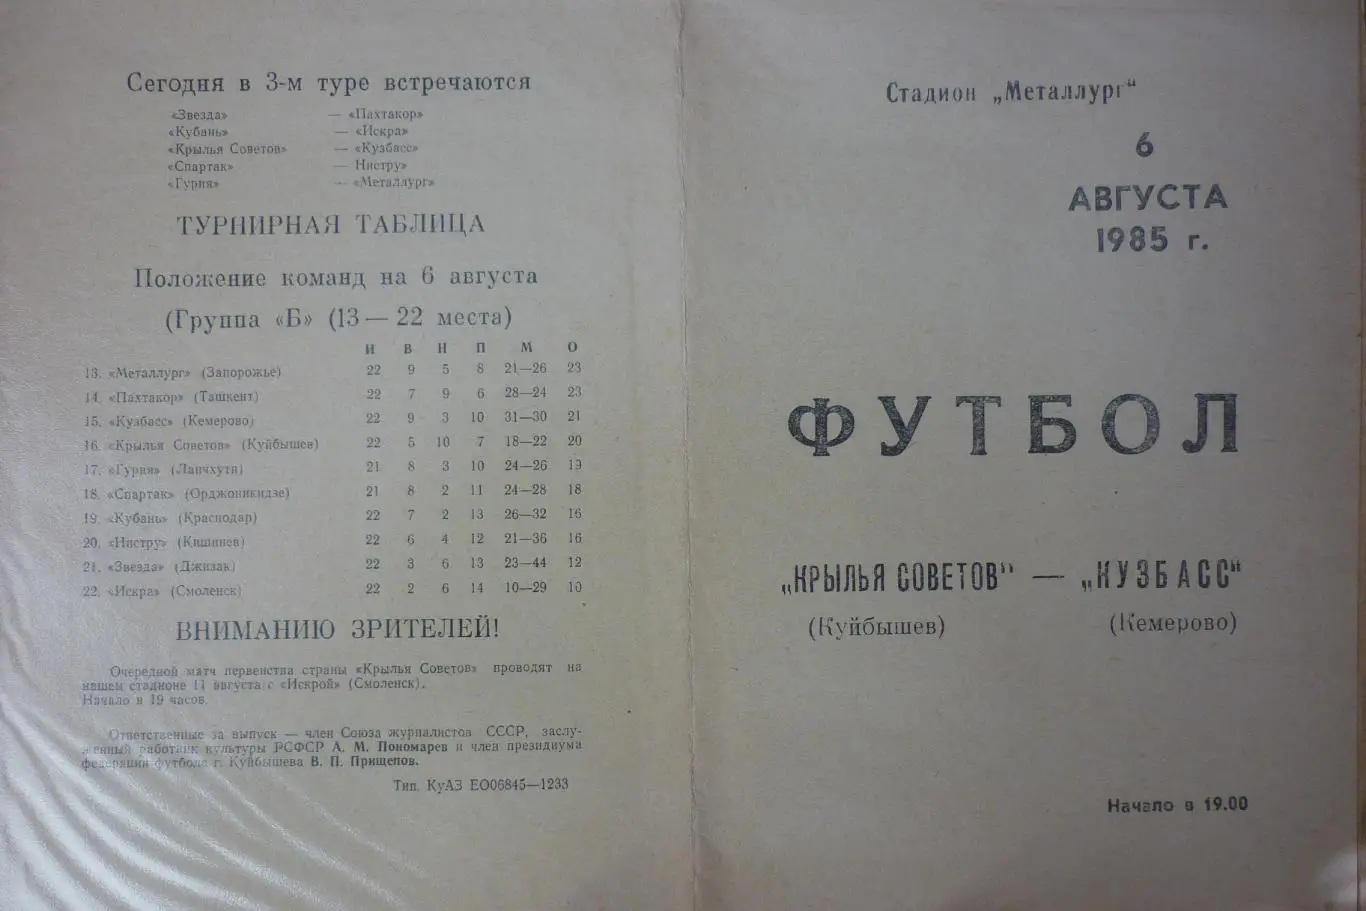 Сегодня в 3-м туре встречаются
«Звезда» — «Пахтакор»
«Кубань» — «Искра»
«Крылья Советов» — «Кузбасс»
«Спартак» — Нистру»
«Гурия» — «Металлург»
ТУРНИРНАЯ ТАБЛИЦА
Положение команд на 6 августа
(Группа «Б» (13 — 22 места)
И В Н П М О
13. «Металлург» (Запорожье) 22 9 5 8 21—26 23
14. «Пахтакор» (Ташкент) 22 7 9 6 28—24 23
15. «Кузбасс» (Кемерово) 22 9 3 10 31—30 21
16. «Крылья Советов» (Куйбышев) 22 5 10 7 18—22 20
17. «Гурия» (Ланчхути) 21 8 3 10 24—26 19
18. «Спартак» (Орджоникидзе) 21 8 2 11 24—28 18
19. «Кубань» (Краснодар) 22 7 2 13 26—32 16
20. «Нистру» (Кишинев) 22 6 4 12 21—36 16
21. «Звезда» (Джизак) 22 3 6 13 23—44 12
22. «Искра» (Смоленск) 22 2 6 14 10—29 10
ВНИМАНИЮ ЗРИТЕЛЕЙ!
Очередной матч первенства страны «Крылья Советов» проводят на
нашем стадионе 11 августа с «Искрой» (Смоленск).
Начало в 19 часов.
Ответственные за выпуск — член Союза журналистов СССР, заслу-
женный работник культуры РСФСР А. М. Пономарев и член президиума
федерации футбола г. Куйбышева В. П. Прищепов.
Тип. КуАЗ ЕО06845—1233
Стадион „Металлург“
6
АВГУСТА
1985 г.
ФУТБОЛ
„КРЫЛЬЯ СОВЕТОВ" — „КУЗБАСС"
(Куйбышев) (Кемерово)
Начало в 19.00